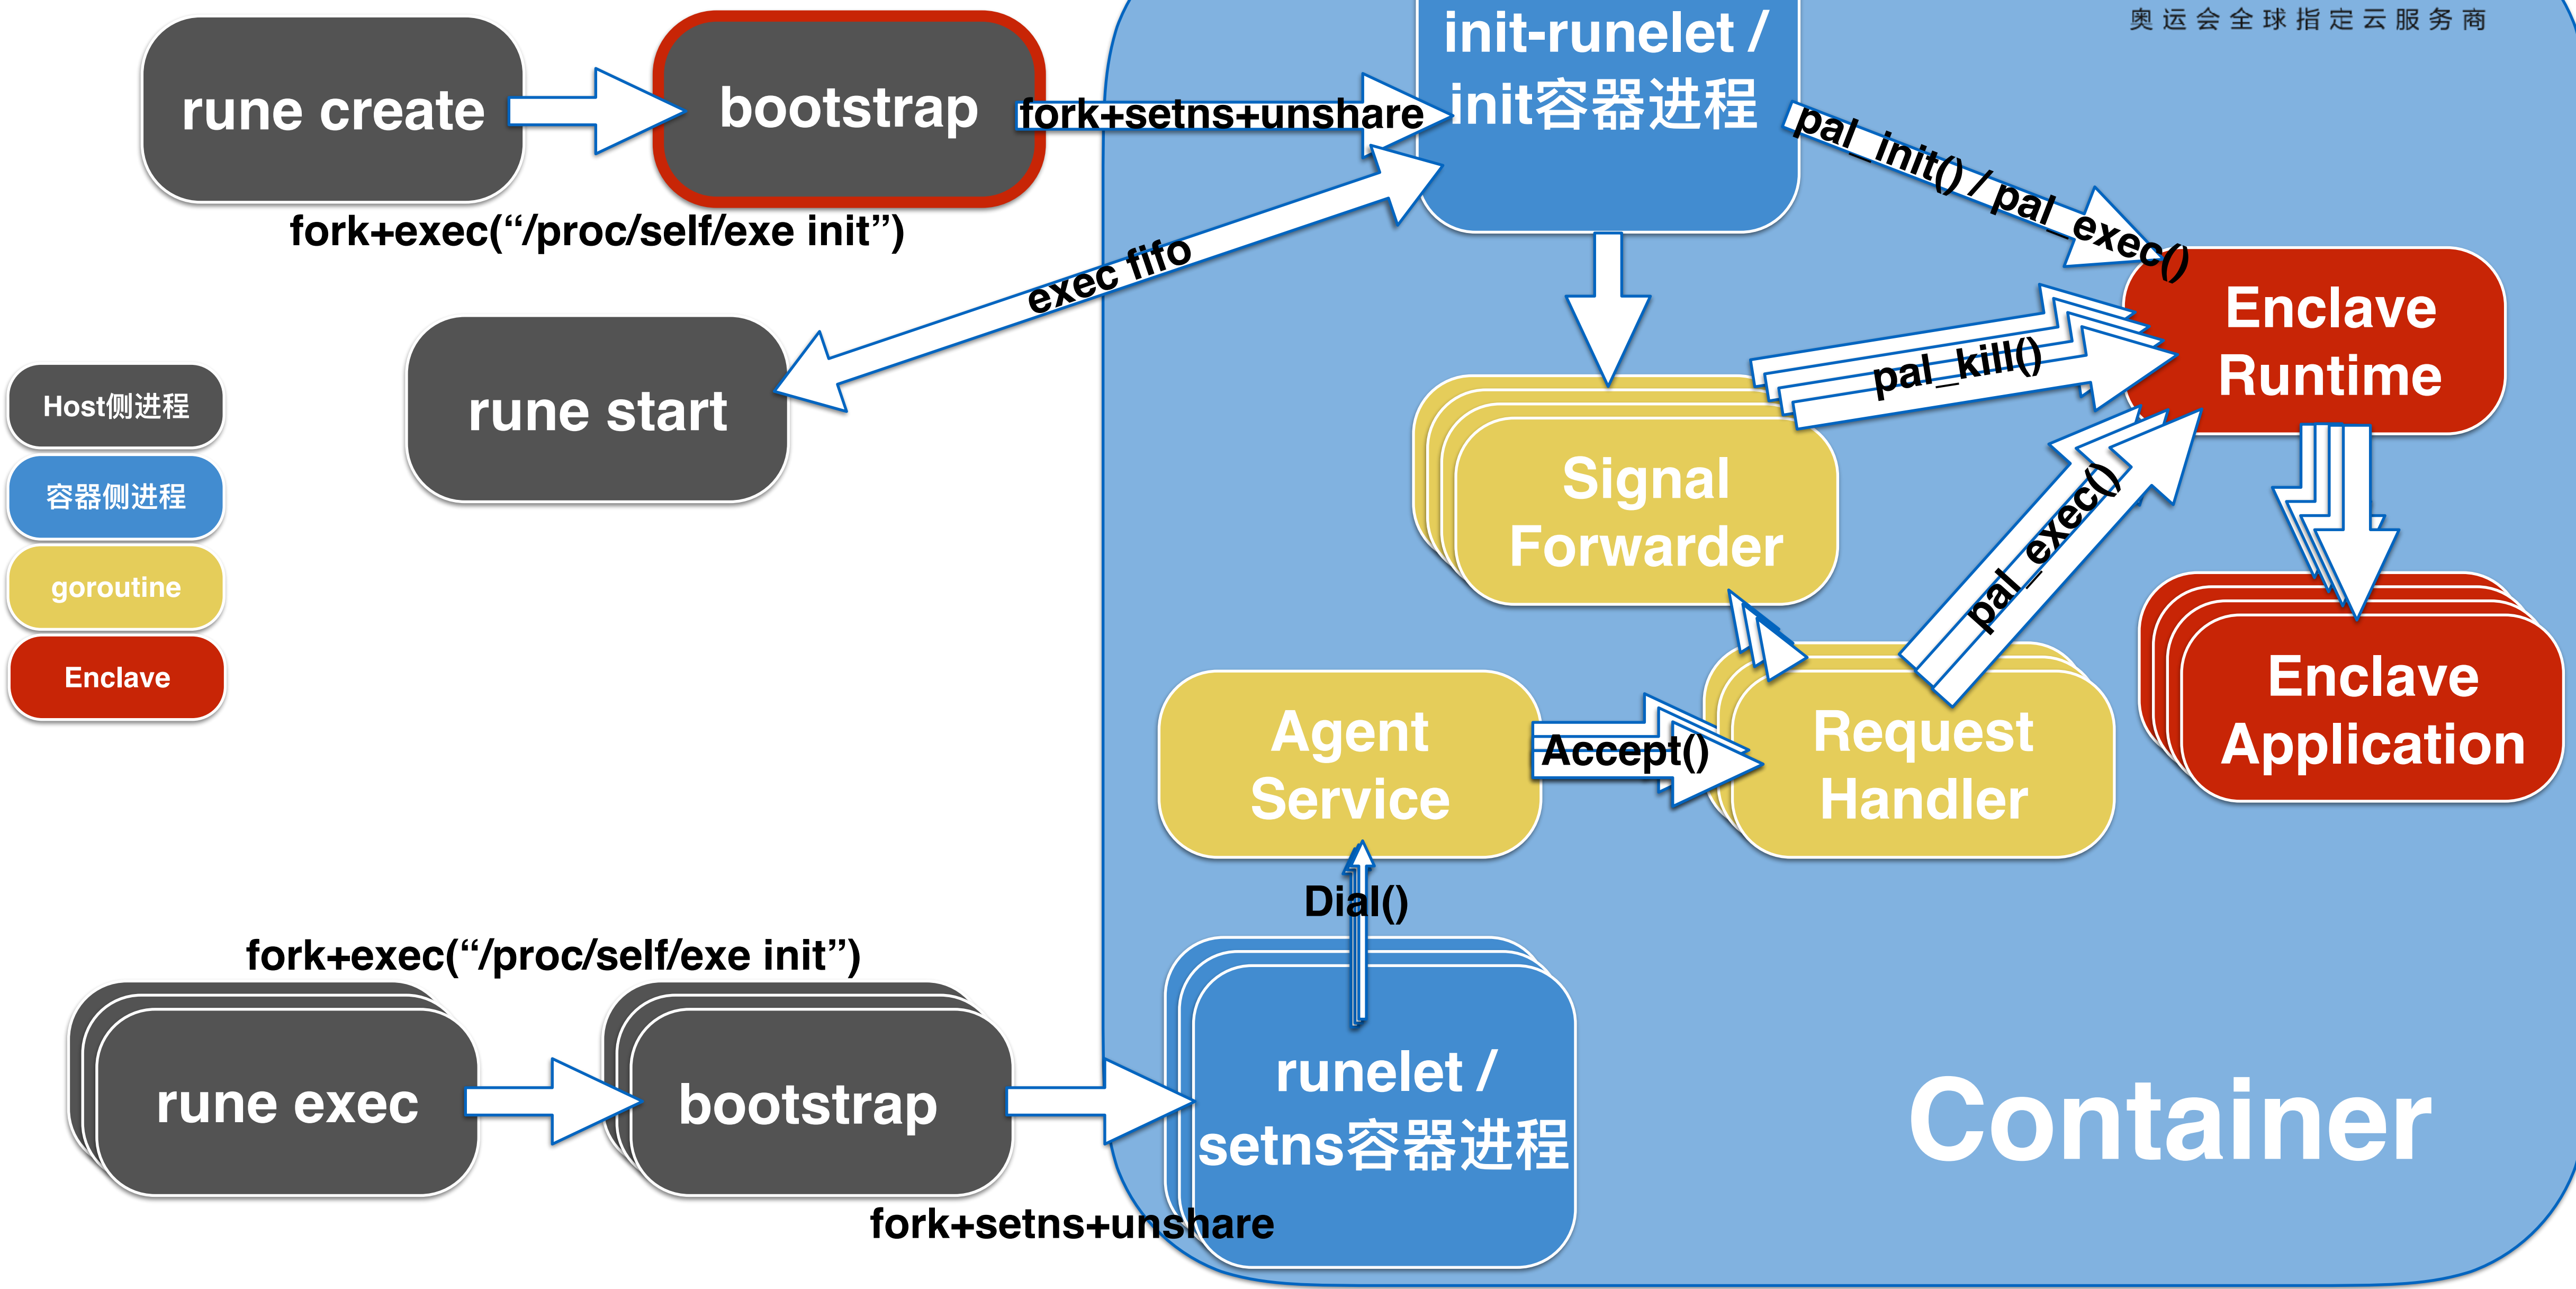 奥运会全球指定云服务商
init-runelet /
init容器进程
rune create
bootstrap
fork+setns+unshare
pal_init() / pal_exec()
fork+exec(“/proc/self/exe init”)
exec fifo
Enclave
Runtime
rune start
pal_kill()
Host侧进程
容器侧进程
goroutine
Enclave
Signal
Forwarder
pal_exec()
Agent
Service
Accept()
Request
Handler
Enclave
Application
Dial()
fork+exec(“/proc/self/exe init”)
rune exec
bootstrap
runelet /
setns容器进程
fork+setns+unshare
Container